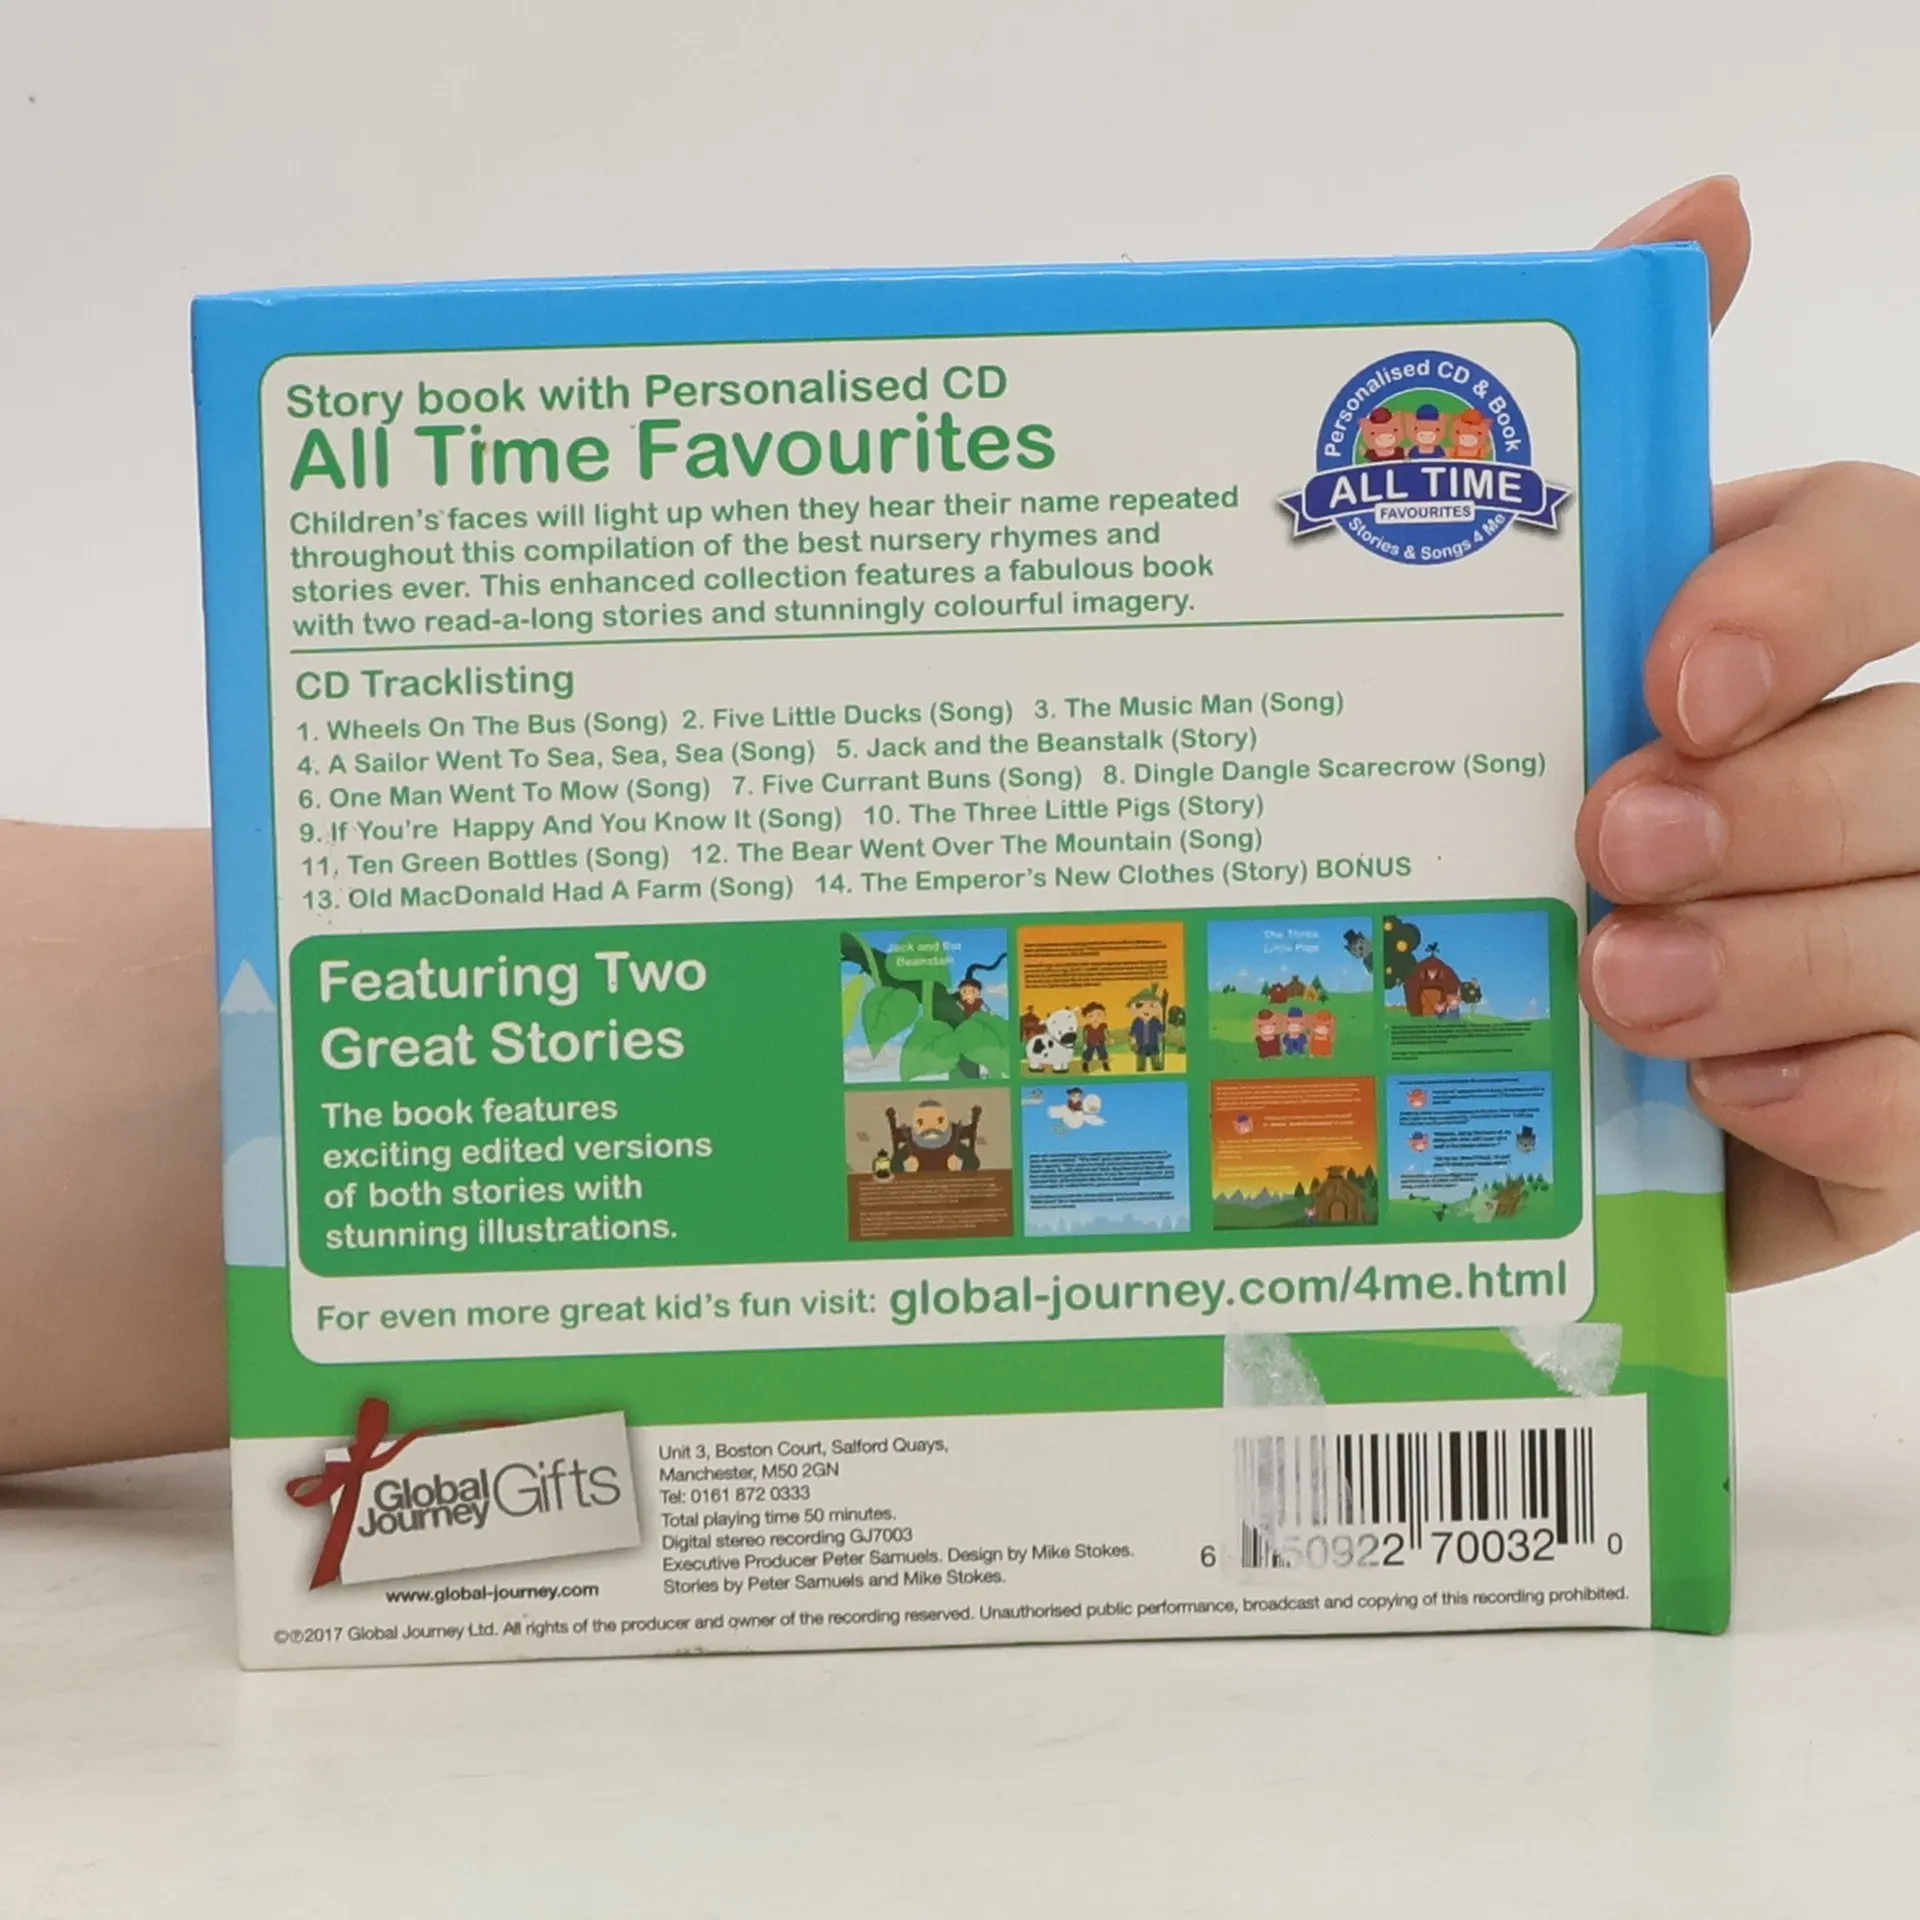 Story book with Personalised CD
All Time Favourites
Children's faces will light up when they hear their name repeated
throughout this compilation of the best nursery rhymes and
stories ever. This enhanced collection features a fabulous book
with two read-a-long stories and stunningly colourful imagery.
Personalised CD & Book
ALL TIME
FAVOURITES
Stories & Songs 4 Me
CD Tracklisting
1. Wheels On The Bus (Song) 2. Five Little Ducks (Song) 3. The Music Man (Song)
4. A Sailor Went To Sea, Sea, Sea (Song) 5. Jack and the Beanstalk (Story)
6. One Man Went To Mow (Song) 7. Five Currant Buns (Song) 8. Dingle Dangle Scarecrow (Song)
9. If You're Happy And You Know It (Song) 10. The Three Little Pigs (Story)
11. Ten Green Bottles (Song) 12. The Bear Went Over The Mountain (Song)
13. Old MacDonald Had A Farm (Song) 14. The Emperor's New Clothes (Story) BONUS
Featuring Two
Great Stories
The book features
exciting edited versions
of both stories with
stunning illustrations.
Jack and the
Beanstalk
The Three
Little Pigs
For even more great kid's fun visit: global-journey.com/4me.html
Global
Journey Gifts
www.global-journey.com
Unit 3, Boston Court, Salford Quays,
Manchester, M50 2GN
Tel: 0161 872 0333
Total playing time 50 minutes.
Digital stereo recording GJ7003
Executive Producer Peter Samuels. Design by Mike Stokes.
Stories by Peter Samuels and Mike Stokes.
6 50922 70032 0
©℗2017 Global Journey Ltd. All rights of the producer and owner of the recording reserved. Unauthorised public performance, broadcast and copying of this recording prohibited.